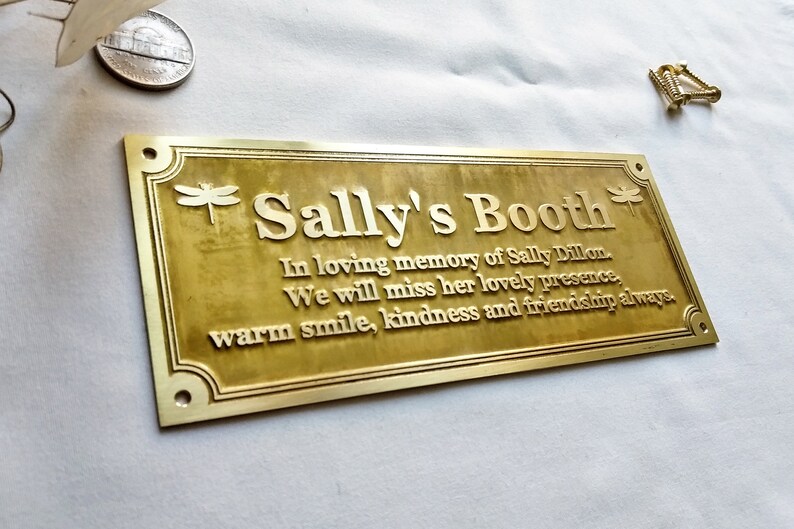 Sally's Booth
In loving memory of Sally Dillon.
We will miss her lovely presence,
warm smile, kindness and friendship always.